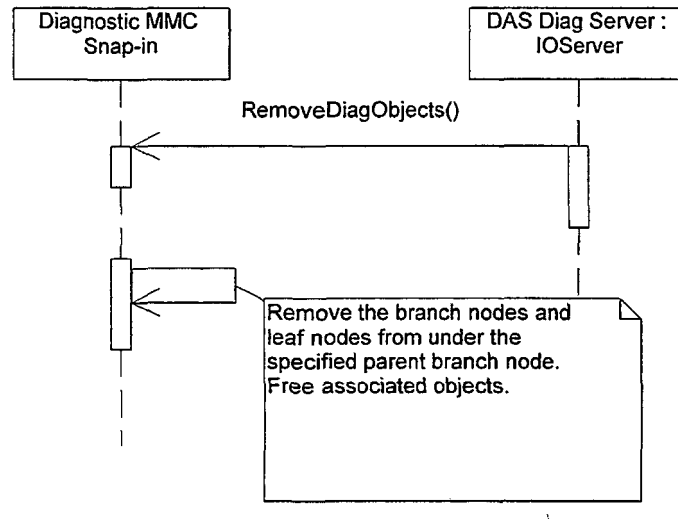 Diagnostic MMC
Snap-in
DAS Diag Server :
IOServer
RemoveDiagObjects()
Remove the branch nodes and
leaf nodes from under the
specified parent branch node.
Free associated objects.